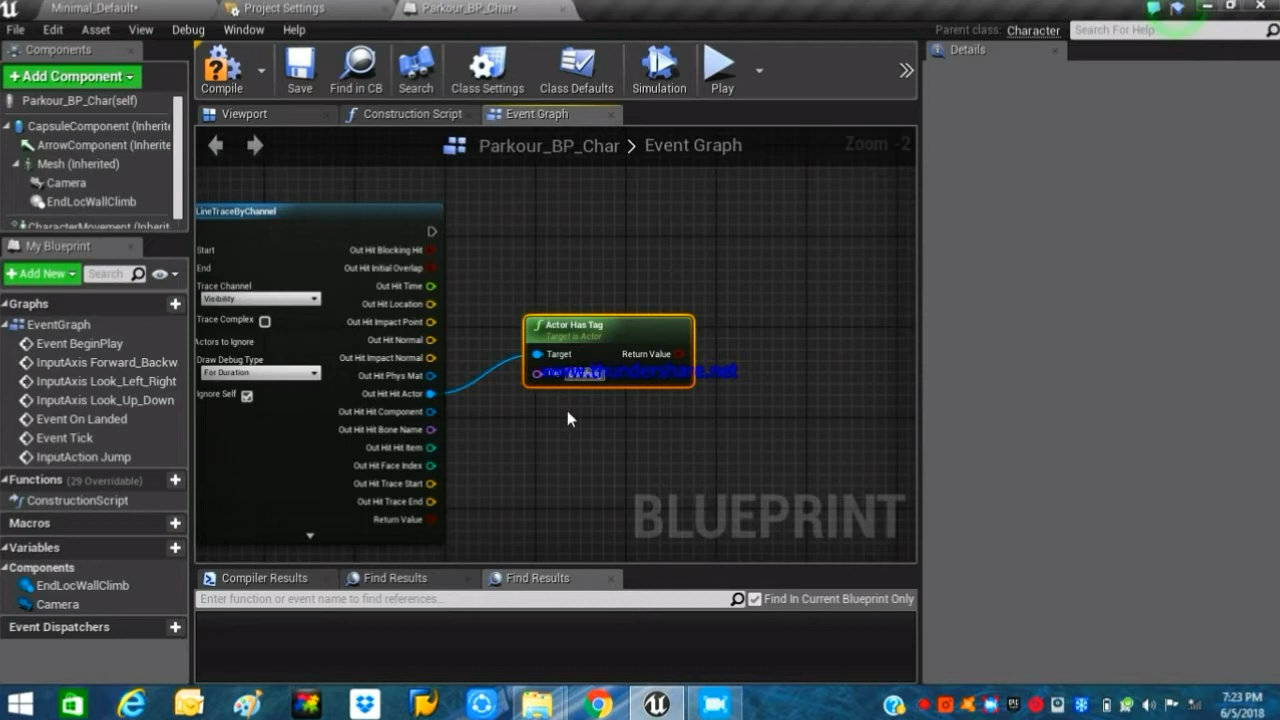 Minimal_Default*
Project Settings
Parkour_BP_Char*
File Edit Asset View Debug Window Help
Parent class: Character
Search For Help
Components
Details
+ Add Component
Compile
Save
Find in CB
Search
Class Settings
Class Defaults
Simulation
Play
Parkour_BP_Char(self)
Viewport
Construction Script
Event Graph
CapsuleComponent (Inherite
ArrowComponent (Inherite
Mesh (Inherited)
Camera
EndLocWallClimb
CharacterMovement (Inherit
Parkour_BP_Char > Event Graph
Zoom -2
My Blueprint
+ Add New
Search
Graphs
EventGraph
Event BeginPlay
InputAxis Forward_Backw
InputAxis Look_Left_Right
InputAxis Look_Up_Down
Event On Landed
Event Tick
InputAction Jump
Functions (29 Overridable)
ConstructionScript
Macros
Variables
Components
EndLocWallClimb
Camera
Event Dispatchers
LineTraceByChannel
Start
End
Trace Channel
Visibility
Trace Complex
Actors to Ignore
Draw Debug Type
For Duration
Ignore Self
Out Hit Blocking Hit
Out Hit Initial Overlap
Out Hit Time
Out Hit Location
Out Hit Impact Point
Out Hit Normal
Out Hit Impact Normal
Out Hit Phys Mat
Out Hit Hit Actor
Out Hit Hit Component
Out Hit Hit Bone Name
Out Hit Hit Item
Out Hit Face Index
Out Hit Trace Start
Out Hit Trace End
Return Value
Actor Has Tag
Target is Actor
Target
Return Value
www.thundershare.net
BLUEPRINT
Compiler Results
Find Results
Find Results
Enter function or event name to find references...
Find In Current Blueprint Only
7:23 PM
6/5/2018